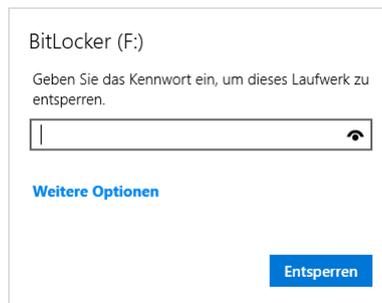 BitLocker (F:)
Geben Sie das Kennwort ein, um dieses Laufwerk zu
entsperren.
Weitere Optionen
Entsperren